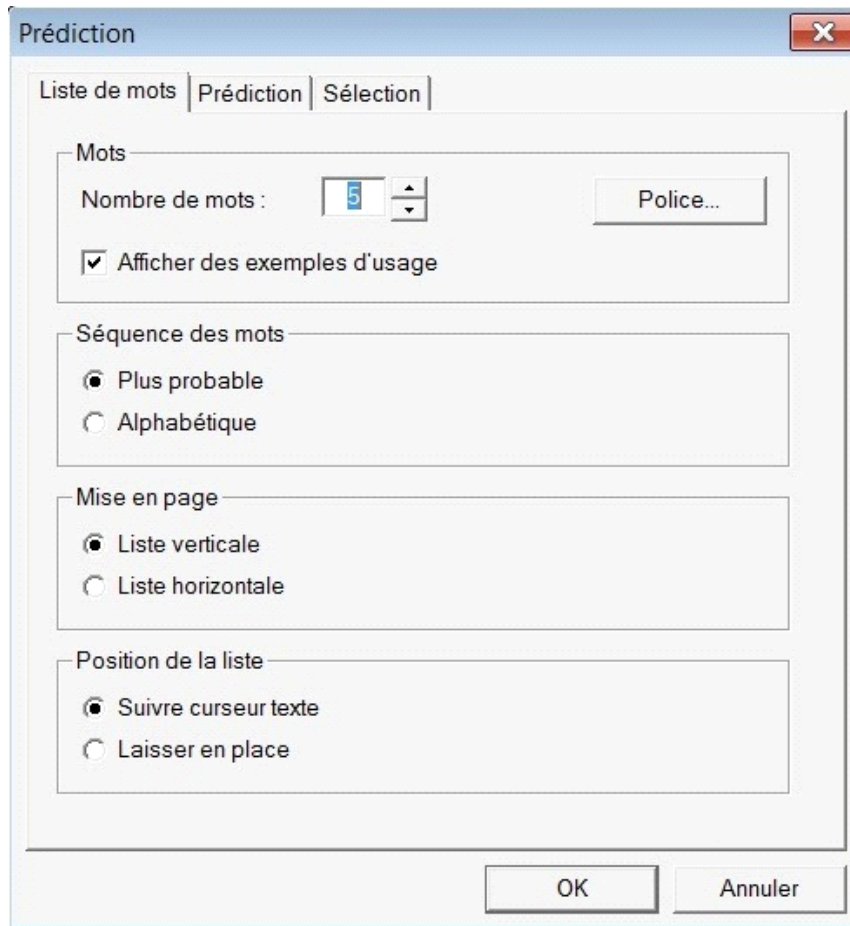 Prédiction
Liste de mots Prédiction Sélection
Mots
Nombre de mots : 5 Police...
Afficher des exemples d'usage
Séquence des mots
Plus probable
Alphabétique
Mise en page
Liste verticale
Liste horizontale
Position de la liste
Suivre curseur texte
Laisser en place
OK Annuler